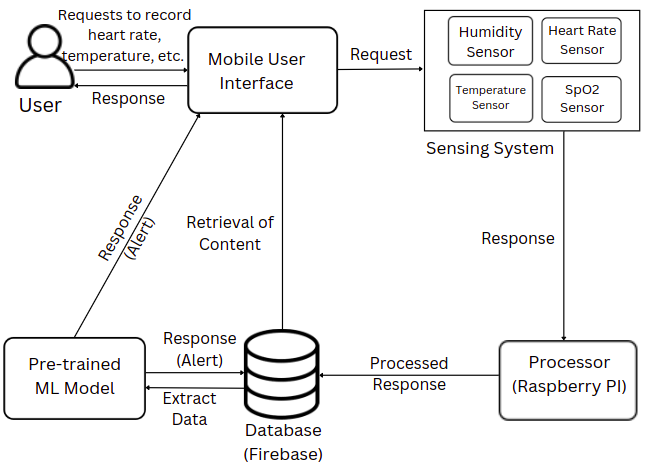 Requests to record
heart rate,
temperature, etc.
User
Response
Mobile User
Interface
Request
Humidity
Sensor
Heart Rate
Sensor
Temperature
Sensor
SpO2
Sensor
Sensing System
Response
(Alert)
Retrieval of
Content
Response
Pre-trained
ML Model
Response
(Alert)
Extract
Data
Database
(Firebase)
Processed
Response
Processor
(Raspberry PI)